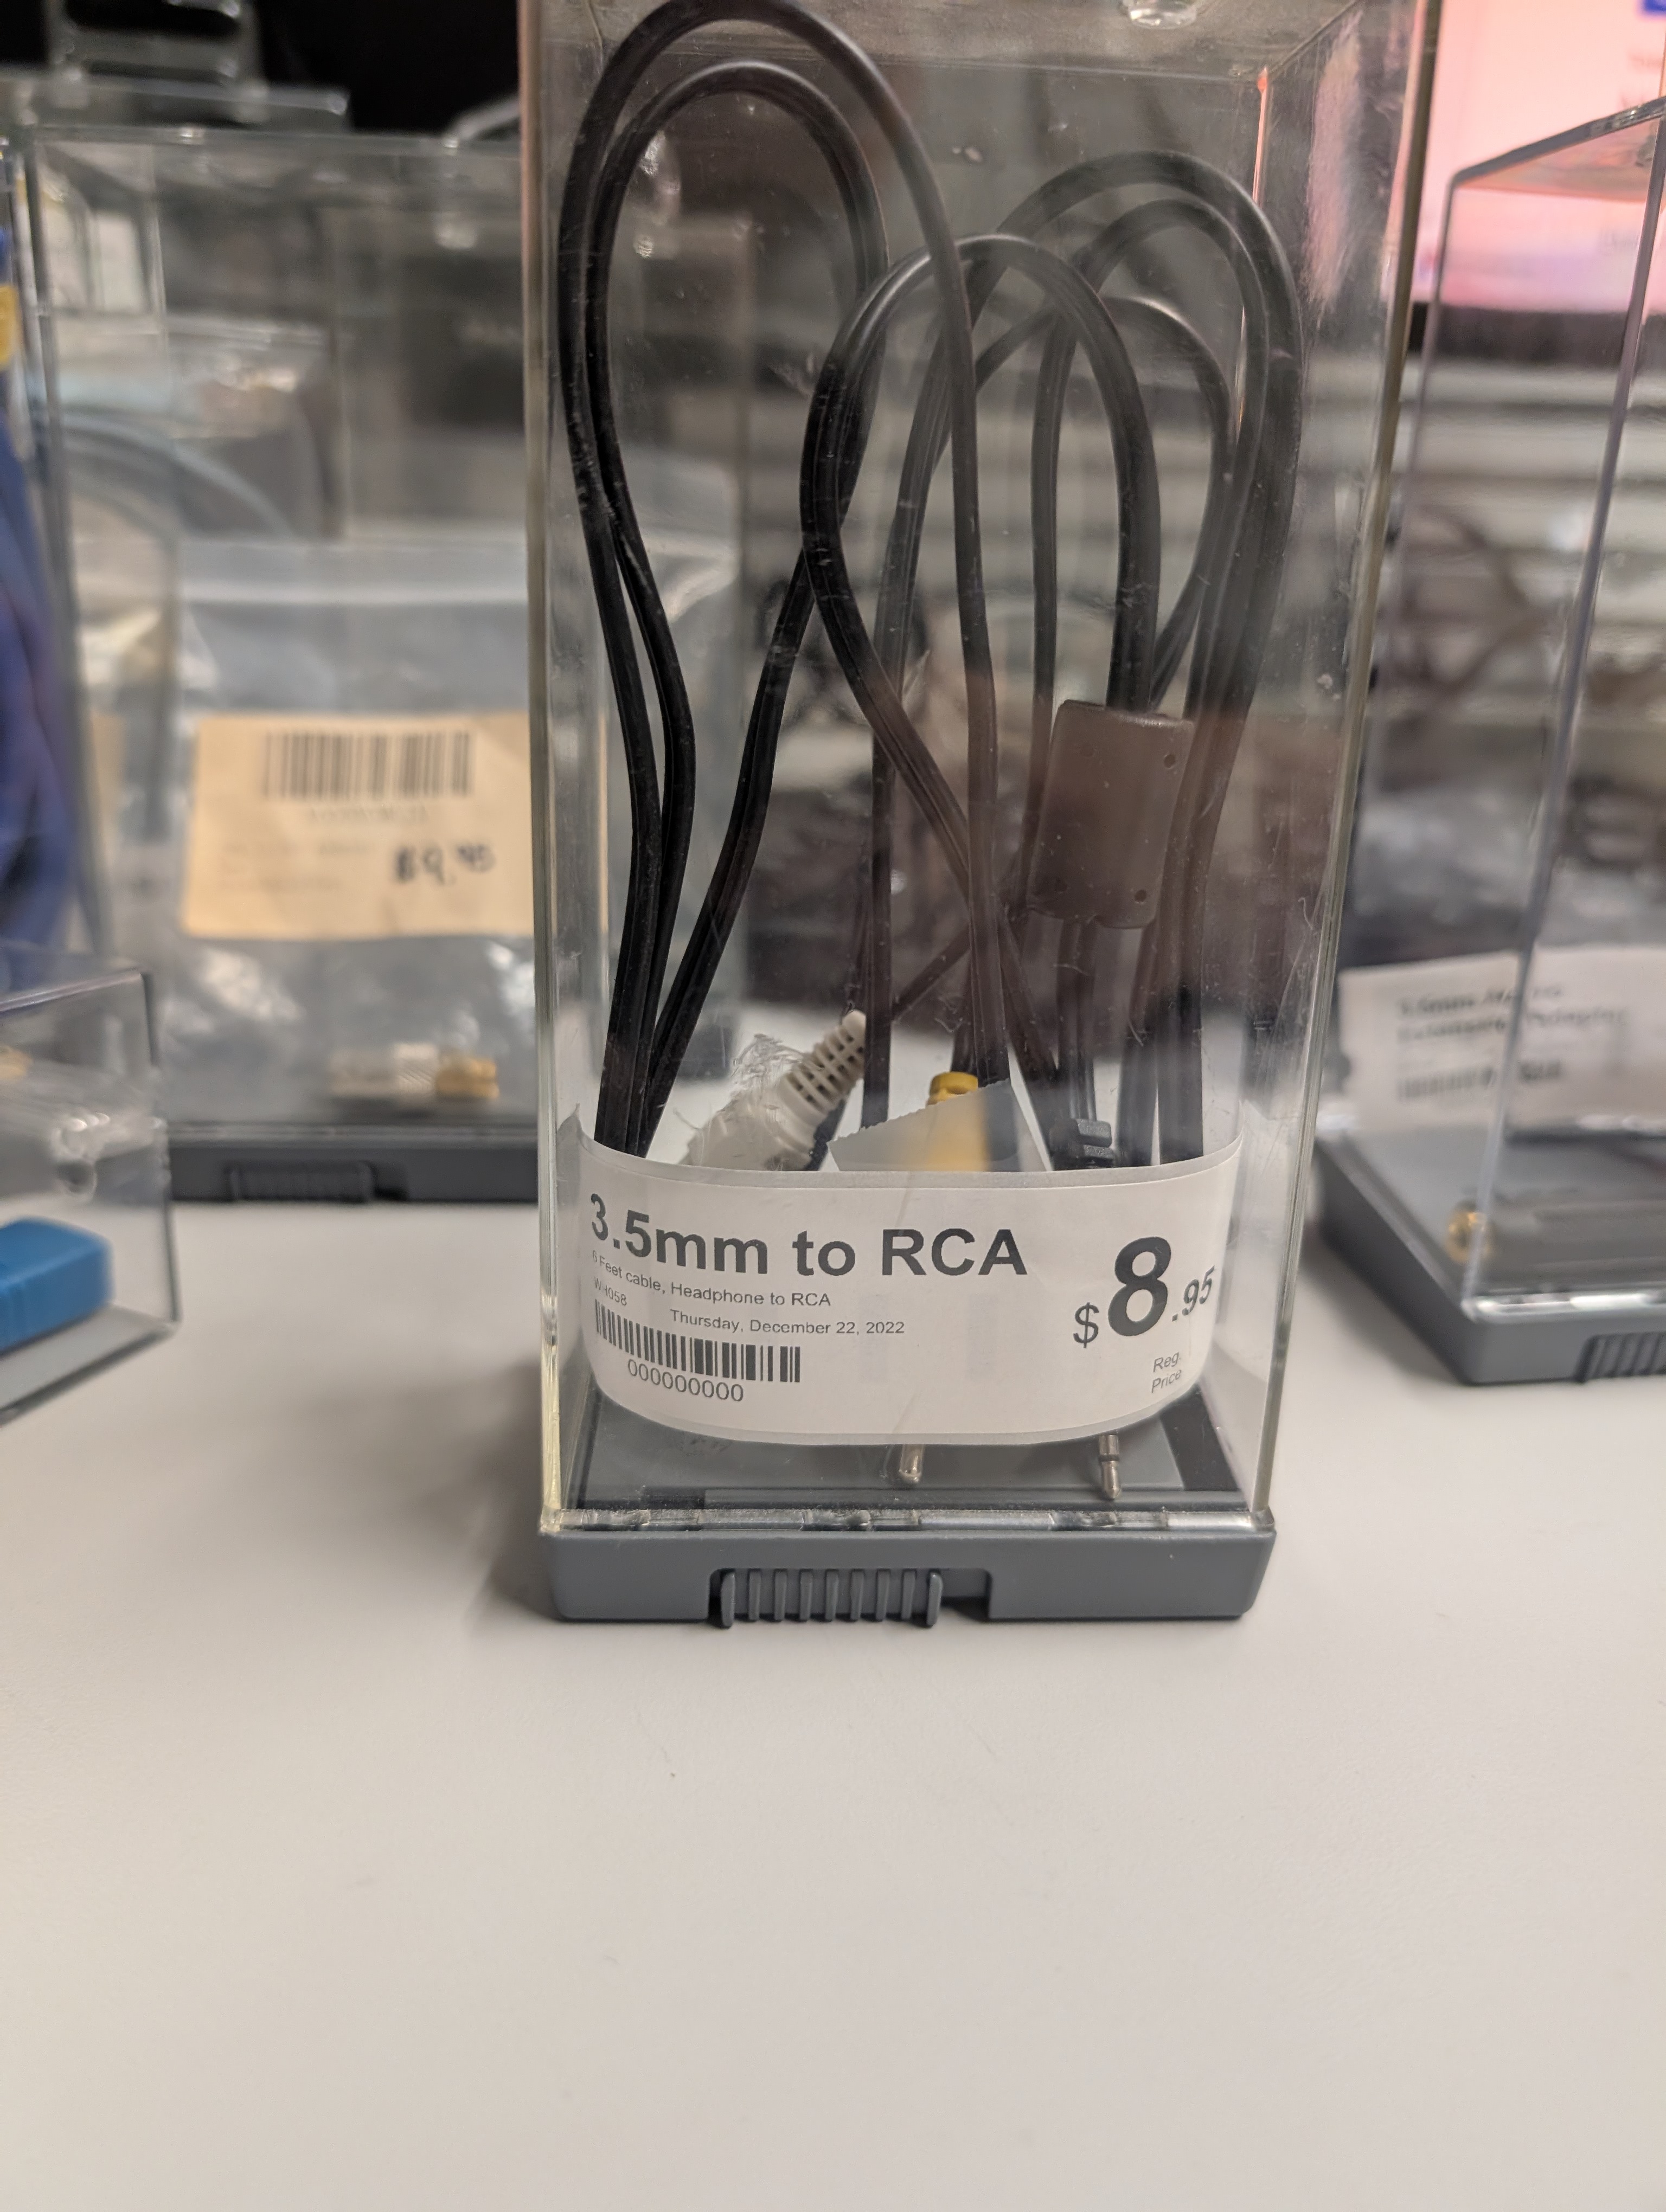 3.5mm to RCA
6 Feet cable, Headphone to RCA
WH058
Thursday, December 22, 2022
000000000
$8.95
Reg.
Price
$9.95